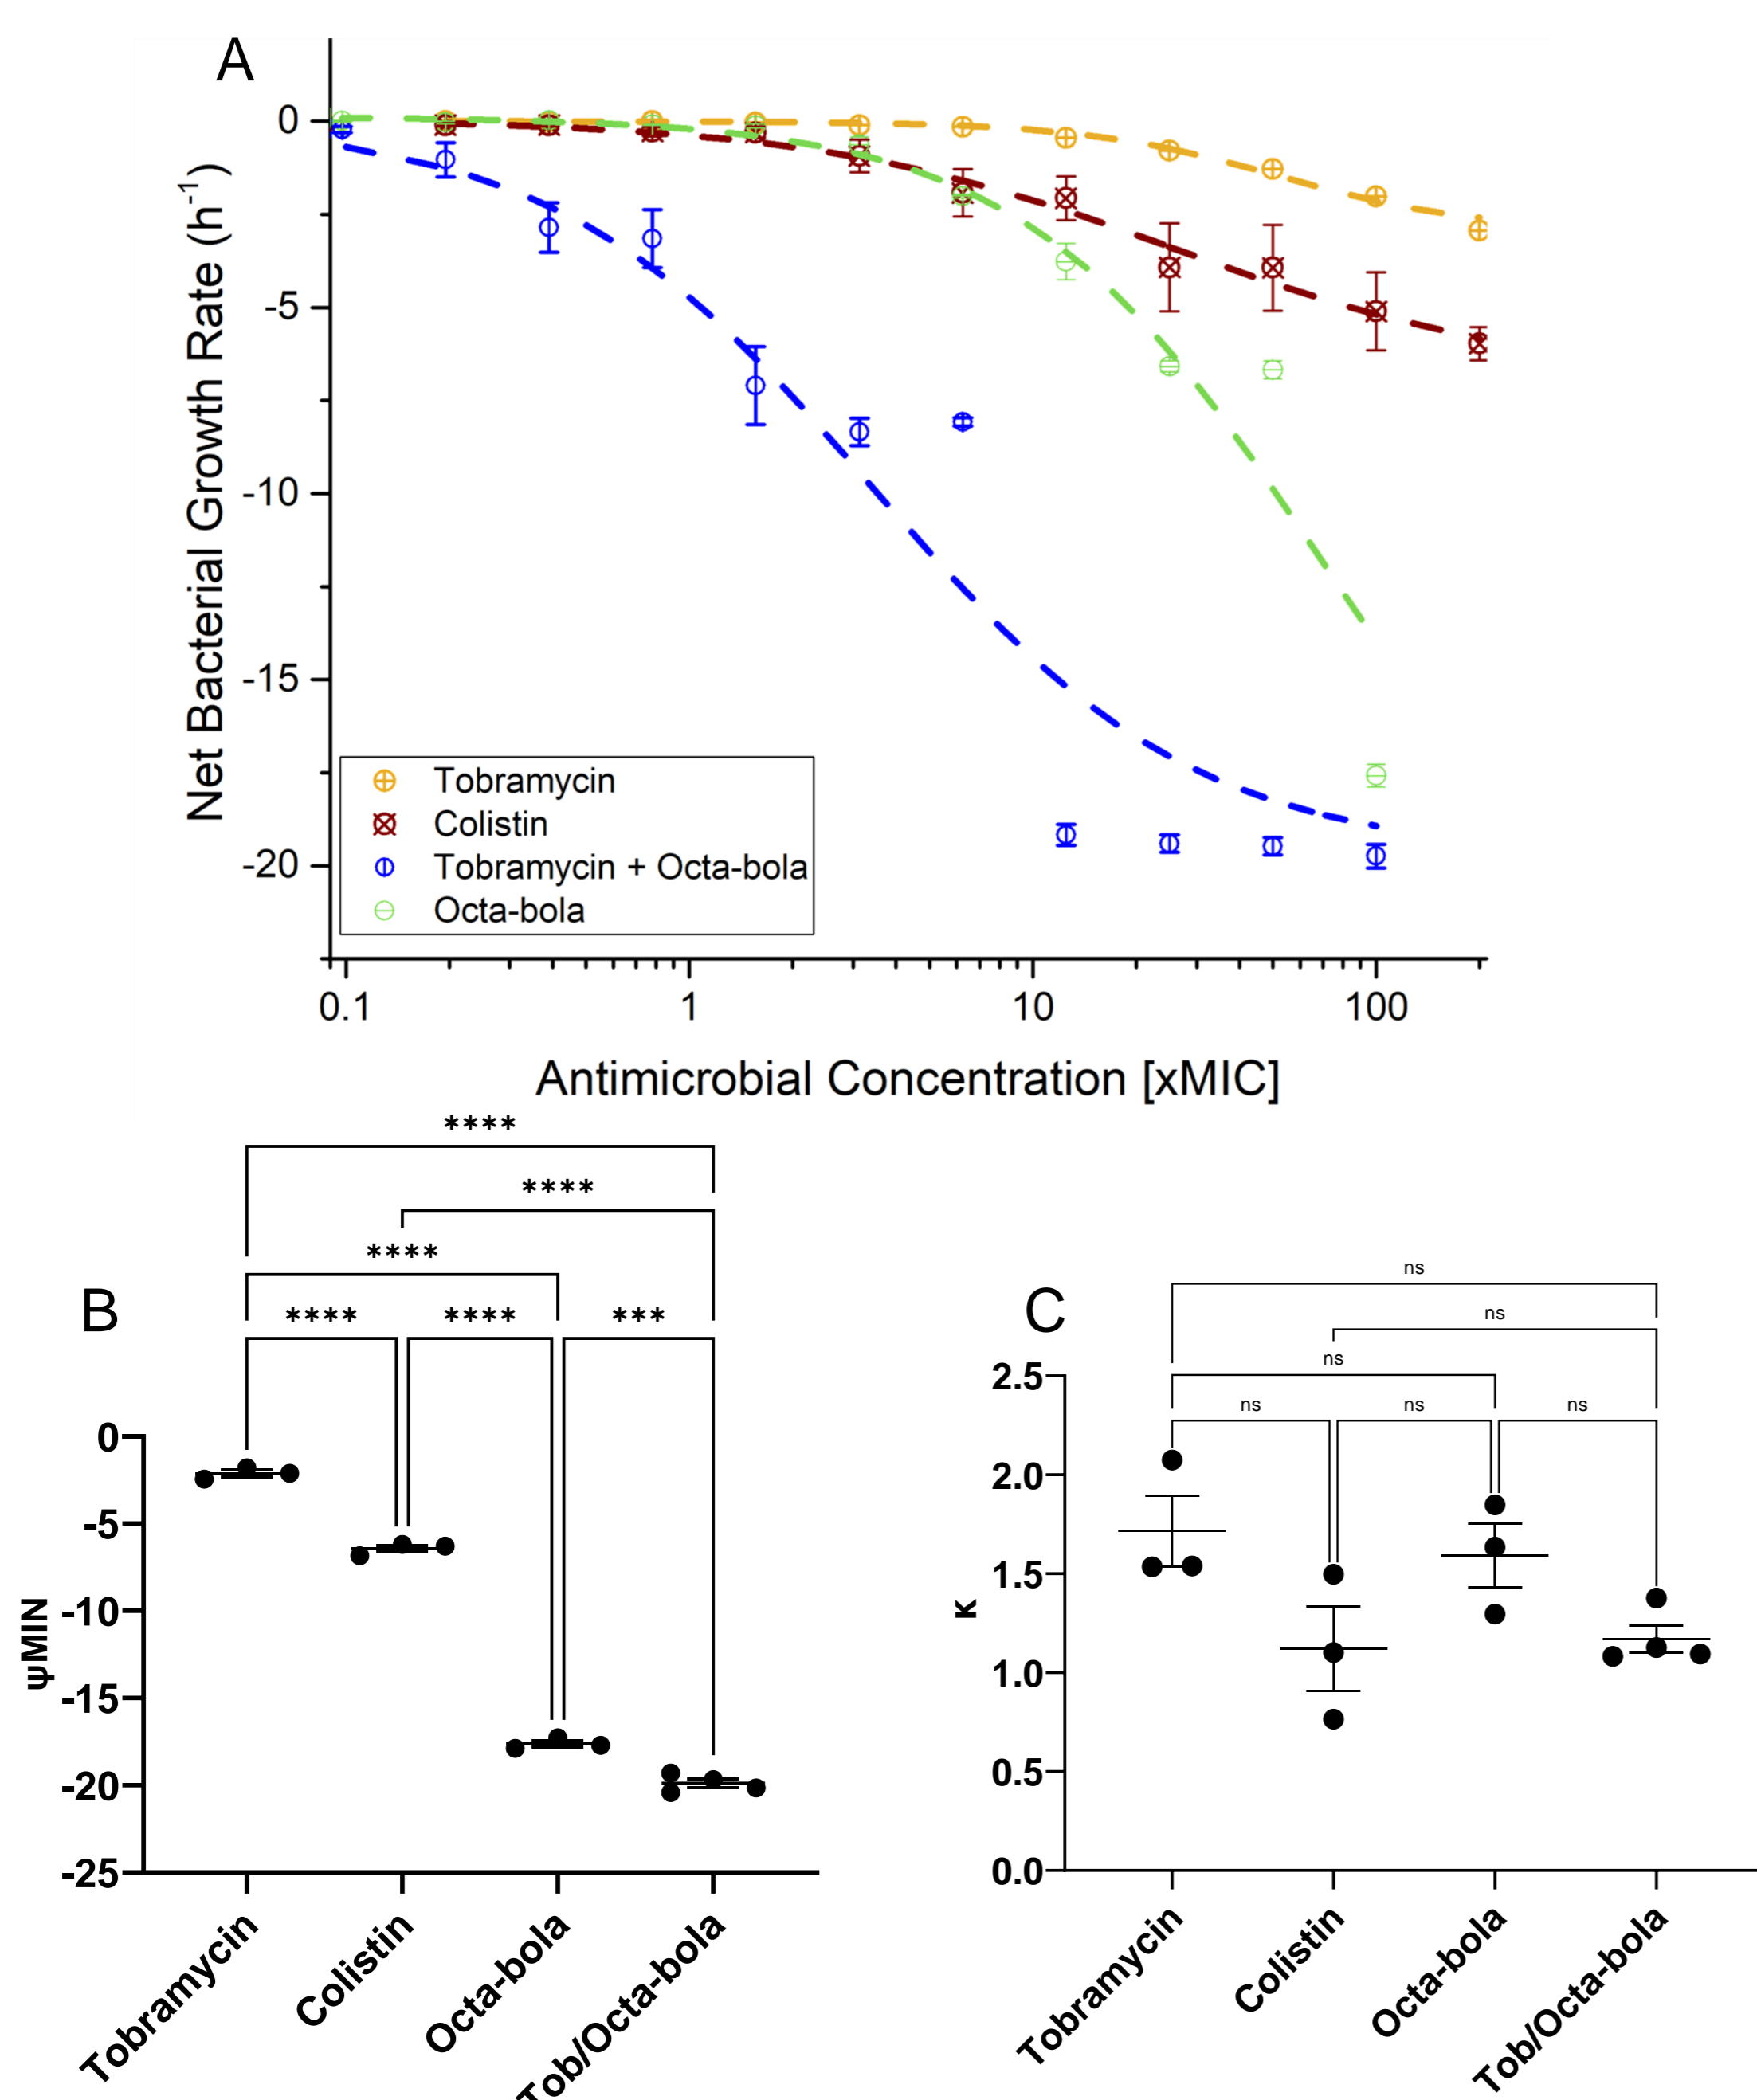 A
Net Bacterial Growth Rate (h-1)
0
-5
-10
-15
-20
Tobramycin
Colistin
Tobramycin + Octa-bola
Octa-bola
0.1 1 10 100
Antimicrobial Concentration [xMIC]
B
****
****
****
**** **** ***
ψMIN
0
-5
-10
-15
-20
-25
Tobramycin
Colistin
Octa-bola
Tob/Octa-bola
C
ns
ns
ns
ns ns ns
κ
2.5
2.0
1.5
1.0
0.5
0.0
Tobramycin
Colistin
Octa-bola
Tob/Octa-bola